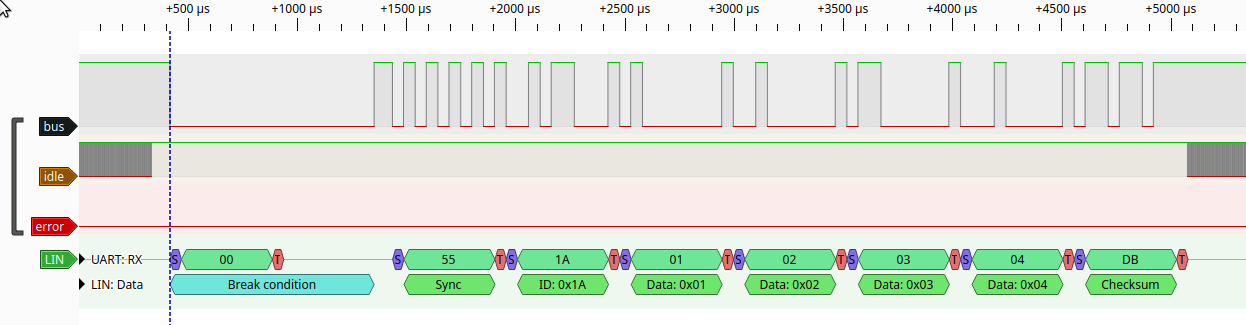 +500 µs +1000 µs +1500 µs +2000 µs +2500 µs +3000 µs +3500 µs +4000 µs +4500 µs +5000 µs
bus
idle
error
LIN UART: RX S 00 T S 55 T S 1A T S 01 T S 02 T S 03 T S 04 T S DB T
LIN: Data Break condition Sync ID: 0x1A Data: 0x01 Data: 0x02 Data: 0x03 Data: 0x04 Checksum